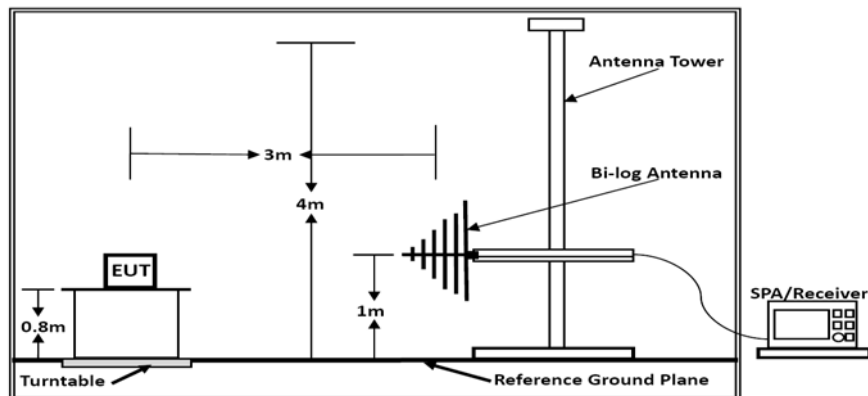 Antenna Tower
3m
Bi-log Antenna
4m
EUT
SPA/Receiver
0.8m
1m
Turntable
Reference Ground Plane